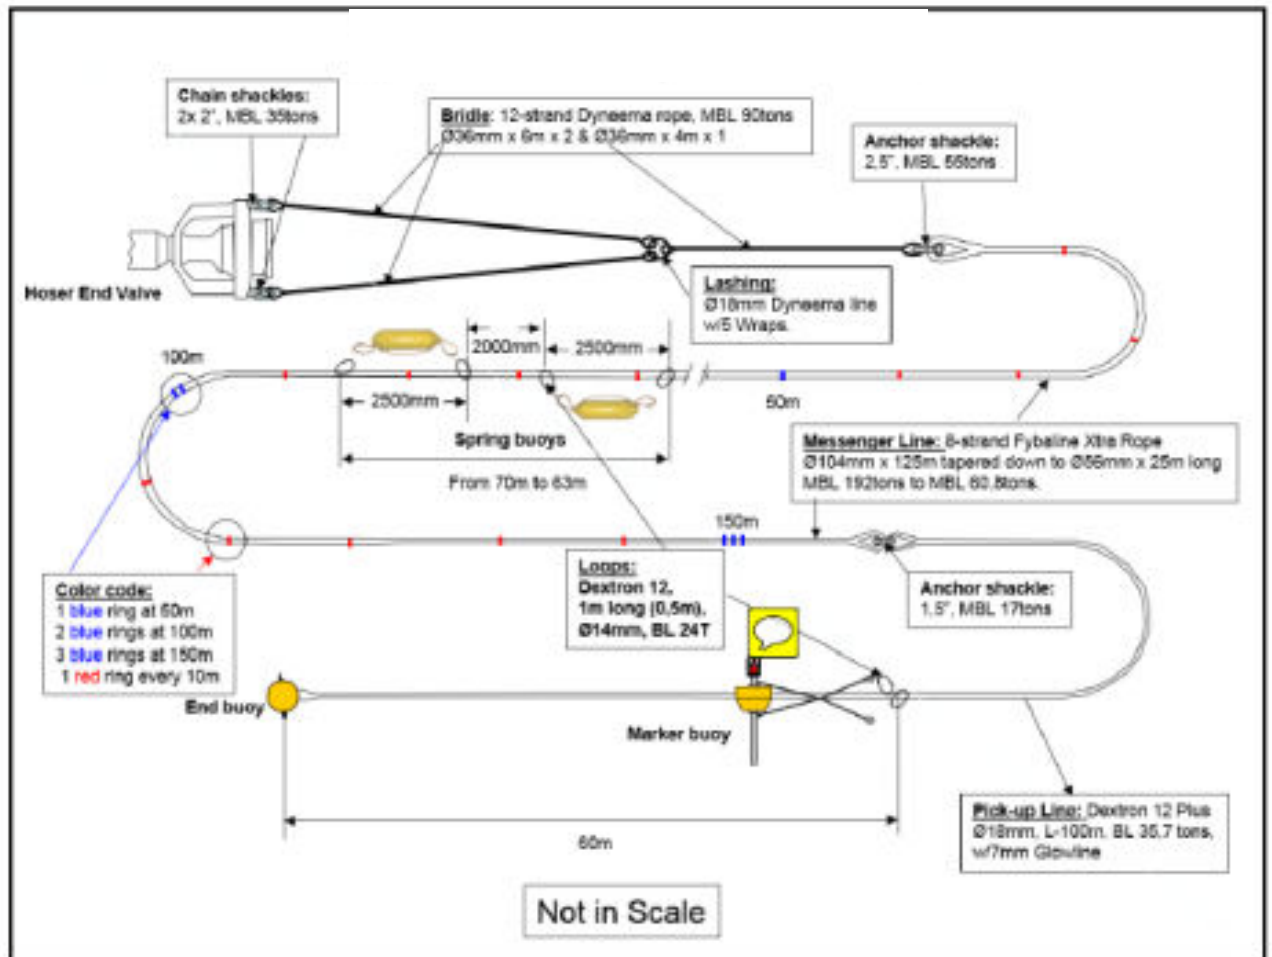 Chain shackles:
2x 2", MBL 35tons
Bridle: 12-strand Dyneema rope, MBL 90tons
Ø36mm x 6m x 2 & Ø36mm x 4m x 1
Anchor shackle:
2,5", MBL 55tons
Hoser End Valve
Lashing:
Ø18mm Dyneema line
w/5 Wraps.
2000mm
2500mm
100m
2500mm
50m
Spring buoys
From 70m to 63m
Messenger Line: 8-strand Fybaline Xtra Rope
Ø104mm x 125m tapered down to Ø56mm x 25m long
MBL 192tons to MBL 60,8tons.
150m
Loops:
Dextron 12,
1m long (0,5m),
Ø14mm, BL 24T
Anchor shackle:
1.5", MBL 17tons
Color code:
1 blue ring at 50m
2 blue rings at 100m
3 blue rings at 150m
1 red ring every 10m
End buoy
Marker buoy
Pick-up Line: Dextron 12 Plus
Ø18mm, L-100m, BL 35,7 tons,
w/7mm Glowline
60m
Not in Scale